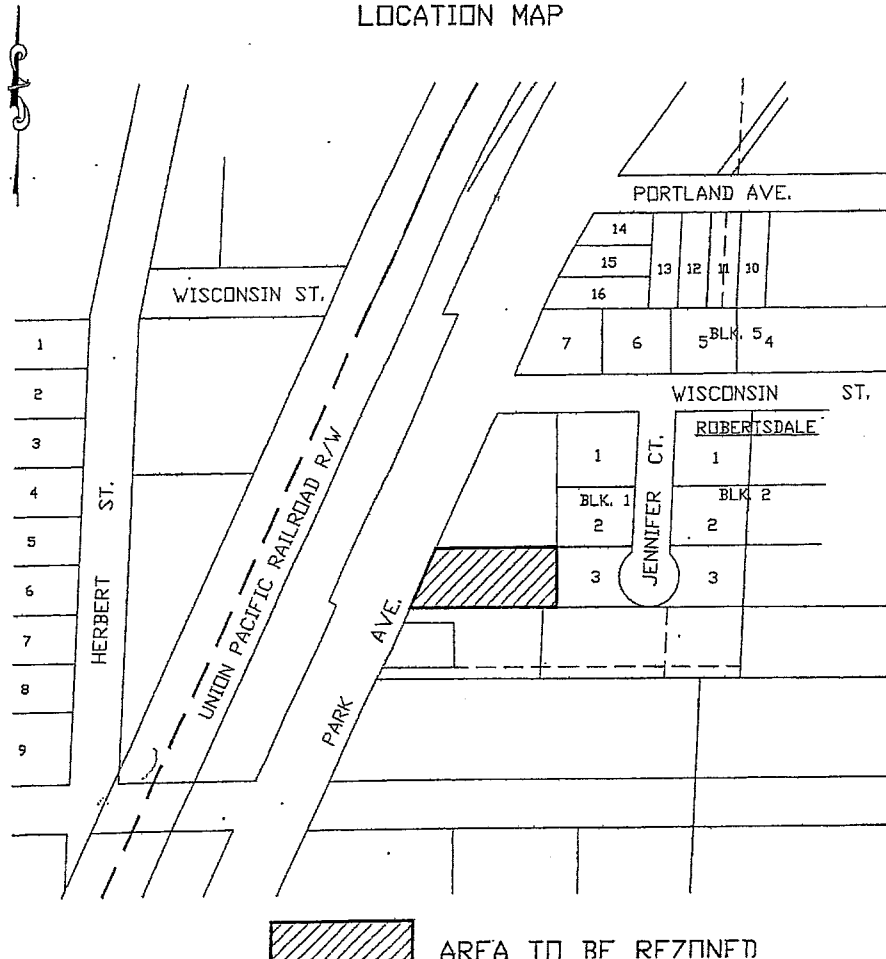 LOCATION MAP
PORTLAND AVE.
14
15
16
13
12
11
10
WISCONSIN ST.
7
6
5
BLK. 5
4
WISCONSIN ST.
ROBERTSDALE
1
2
3
4
5
6
7
8
9
HERBERT ST.
UNION PACIFIC RAILROAD R/W
PARK AVE.
JENNIFER CT.
1
BLK. 1
2
3
1
BLK. 2
2
3
AREA TO BE REZONED